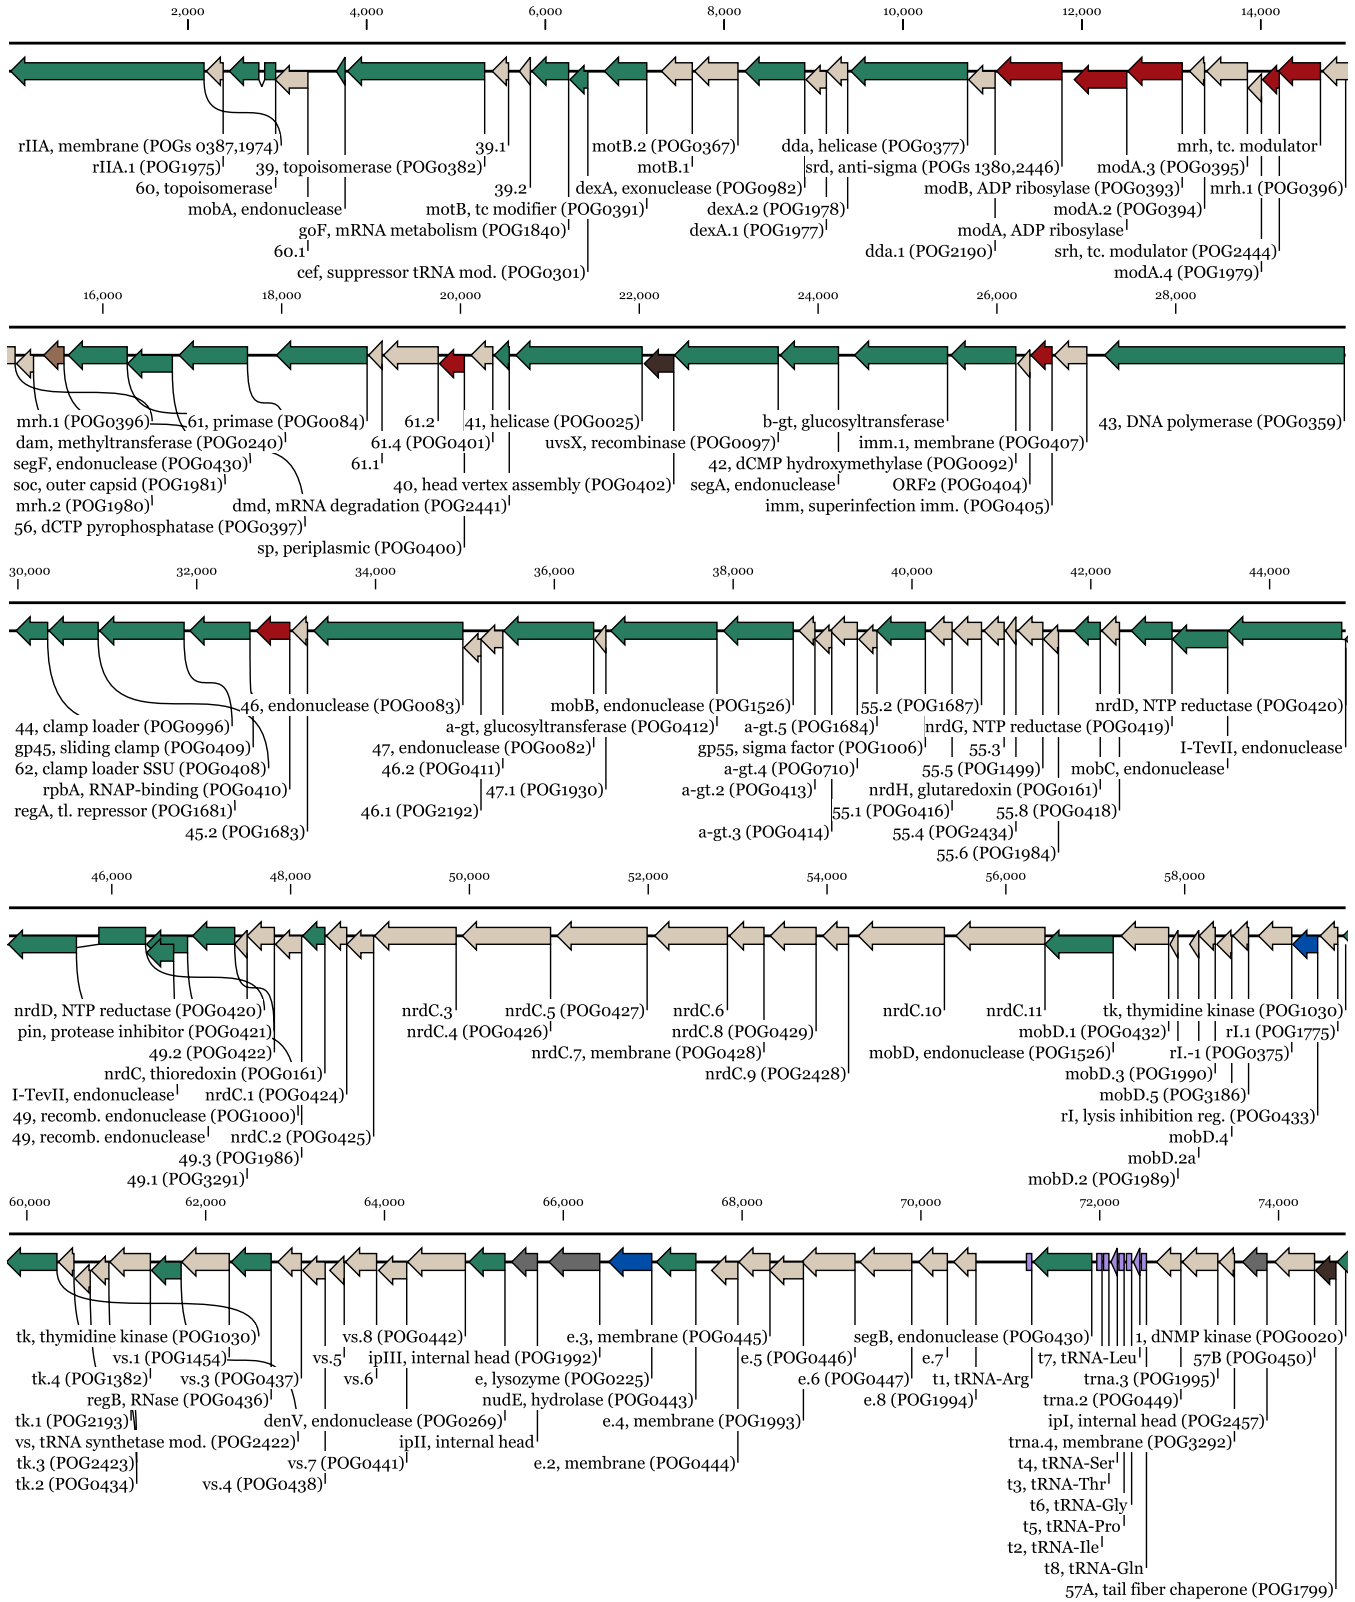 2,000 4,000 6,000 8,000 10,000 12,000 14,000
rIIA, membrane (POGs 0387,1974) 39.1 motB.2 (POG0367) dda, helicase (POG0377) mrh, tc. modulator
rIIA.1 (POG1975) 39, topoisomerase (POG0382) motB.1 srd, anti-sigma (POGs 1380,2446) modA.3 (POG0395)
60, topoisomerase 39.2 dexA, exonuclease (POG0982) modB, ADP ribosylase (POG0393) mrh.1 (POG0396)
mobA, endonuclease motB, tc modifier (POG0391) dexA.2 (POG1978) modA.2 (POG0394)
goF, mRNA metabolism (POG1840) dexA.1 (POG1977) modA, ADP ribosylase
60.1 dda.1 (POG2190) srh, tc. modulator (POG2444)
cef, suppressor tRNA mod. (POG0301) modA.4 (POG1979)
16,000 18,000 20,000 22,000 24,000 26,000 28,000
mrh.1 (POG0396) 61, primase (POG0084) 61.2 41, helicase (POG0025) b-gt, glucosyltransferase 43, DNA polymerase (POG0359)
dam, methyltransferase (POG0240) 61.4 (POG0401) uvsX, recombinase (POG0097) imm.1, membrane (POG0407)
segF, endonuclease (POG0430) 61.1 42, dCMP hydroxymethylase (POG0092)
soc, outer capsid (POG1981) 40, head vertex assembly (POG0402) segA, endonuclease ORF2 (POG0404)
mrh.2 (POG1980) dmd, mRNA degradation (POG2441) imm, superinfection imm. (POG0405)
56, dCTP pyrophosphatase (POG0397)
sp, periplasmic (POG0400)
30,000 32,000 34,000 36,000 38,000 40,000 42,000 44,000
46, endonuclease (POG0083) mobB, endonuclease (POG1526) 55.2 (POG1687) nrdD, NTP reductase (POG0420)
44, clamp loader (POG0996) a-gt, glucosyltransferase (POG0412) a-gt.5 (POG1684) nrdG, NTP reductase (POG0419)
gp45, sliding clamp (POG0409) 47, endonuclease (POG0082) gp55, sigma factor (POG1006) 55.3 I-TevII, endonuclease
62, clamp loader SSU (POG0408) 46.2 (POG0411) a-gt.4 (POG0710) 55.5 (POG1499) mobC, endonuclease
rpbA, RNAP-binding (POG0410) 47.1 (POG1930) a-gt.2 (POG0413) nrdH, glutaredoxin (POG0161)
regA, tl. repressor (POG1681) 46.1 (POG2192) 55.1 (POG0416) 55.8 (POG0418)
45.2 (POG1683) a-gt.3 (POG0414) 55.4 (POG2434)
55.6 (POG1984)
46,000 48,000 50,000 52,000 54,000 56,000 58,000
nrdD, NTP reductase (POG0420) nrdC.3 nrdC.5 (POG0427) nrdC.6 nrdC.10 nrdC.11 tk, thymidine kinase (POG1030)
pin, protease inhibitor (POG0421) nrdC.4 (POG0426) nrdC.8 (POG0429) mobD.1 (POG0432) rI.1 (POG1775)
49.2 (POG0422) nrdC.7, membrane (POG0428) mobD, endonuclease (POG1526) rI.-1 (POG0375)
nrdC, thioredoxin (POG0161) nrdC.9 (POG2428) mobD.3 (POG1990)
I-TevII, endonuclease nrdC.1 (POG0424) mobD.5 (POG3186)
49, recomb. endonuclease (POG1000) rI, lysis inhibition reg. (POG0433)
49, recomb. endonuclease nrdC.2 (POG0425) mobD.4
49.3 (POG1986) mobD.2a
49.1 (POG3291) mobD.2 (POG1989)
60,000 62,000 64,000 66,000 68,000 70,000 72,000 74,000
tk, thymidine kinase (POG1030) vs.8 (POG0442) e.3, membrane (POG0445) segB, endonuclease (POG0430) 1, dNMP kinase (POG0020)
vs.1 (POG1454) vs.5 ipIII, internal head (POG1992) e.5 (POG0446) e.7 t7, tRNA-Leu 57B (POG0450)
tk.4 (POG1382) vs.3 (POG0437) vs.6 e, lysozyme (POG0225) e.6 (POG0447) t1, tRNA-Arg trna.3 (POG1995)
regB, RNase (POG0436) nudE, hydrolase (POG0443) e.8 (POG1994) trna.2 (POG0449)
tk.1 (POG2193) denV, endonuclease (POG0269) e.4, membrane (POG1993) ipI, internal head (POG2457)
vs, tRNA synthetase mod. (POG2422) ipII, internal head trna.4, membrane (POG3292)
tk.3 (POG2423) vs.7 (POG0441) e.2, membrane (POG0444) t4, tRNA-Ser
tk.2 (POG0434) vs.4 (POG0438) t3, tRNA-Thr
t6, tRNA-Gly
t5, tRNA-Pro
t2, tRNA-Ile
t8, tRNA-Gln
57A, tail fiber chaperone (POG1799)